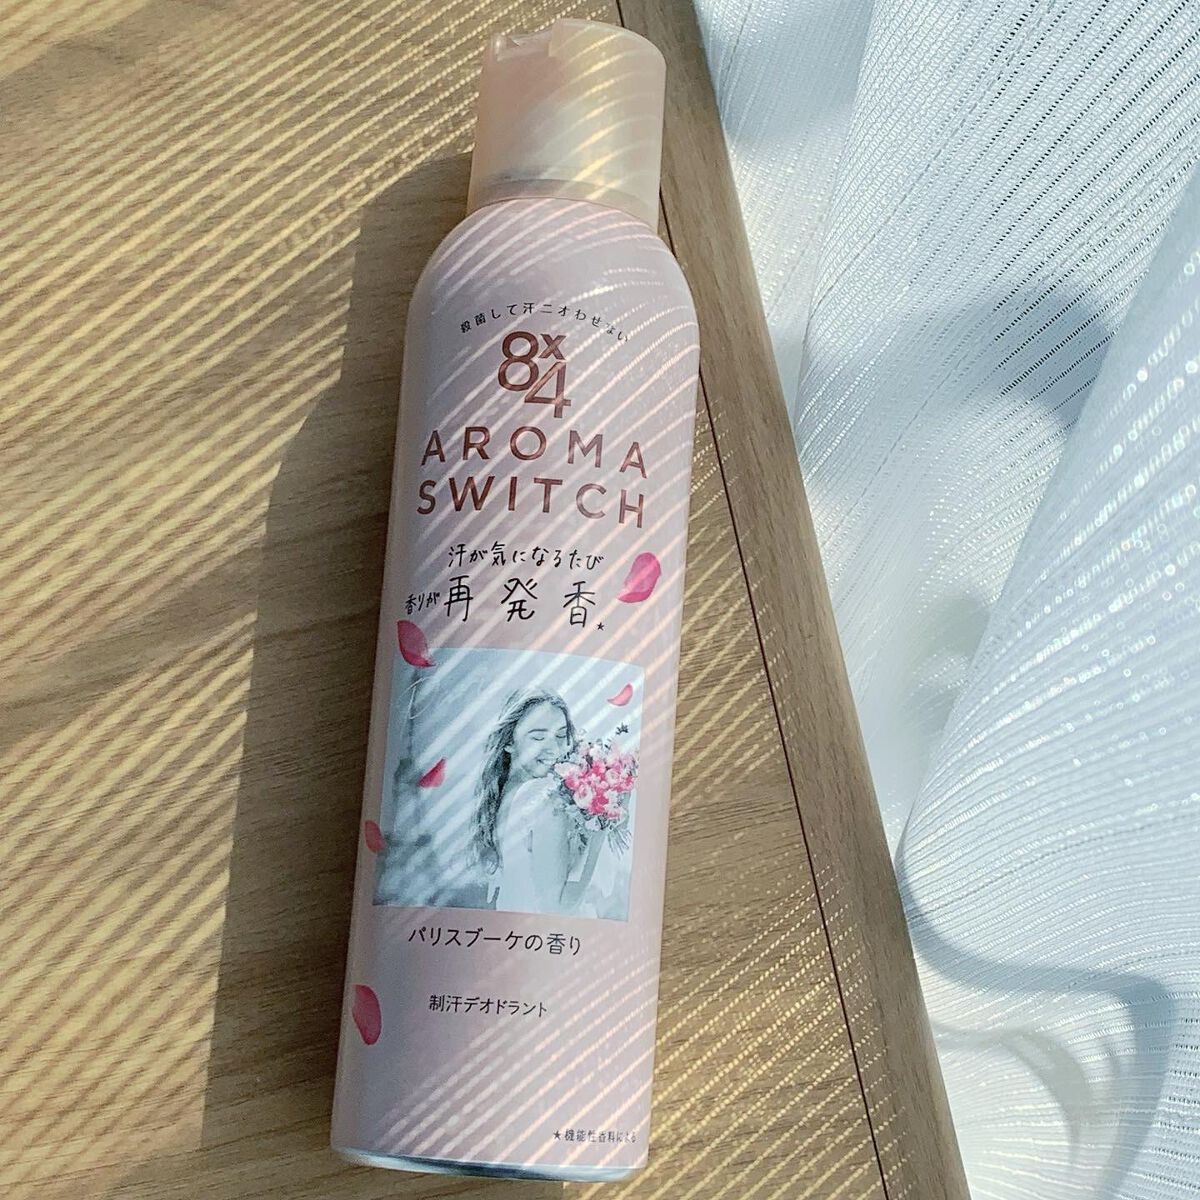 殺菌して汗ニオわせない
8x4
AROMA
SWITCH
汗が気になるたび
香りが再発香★
パリスブーケの香り
制汗デオドラント
★機能性香料による